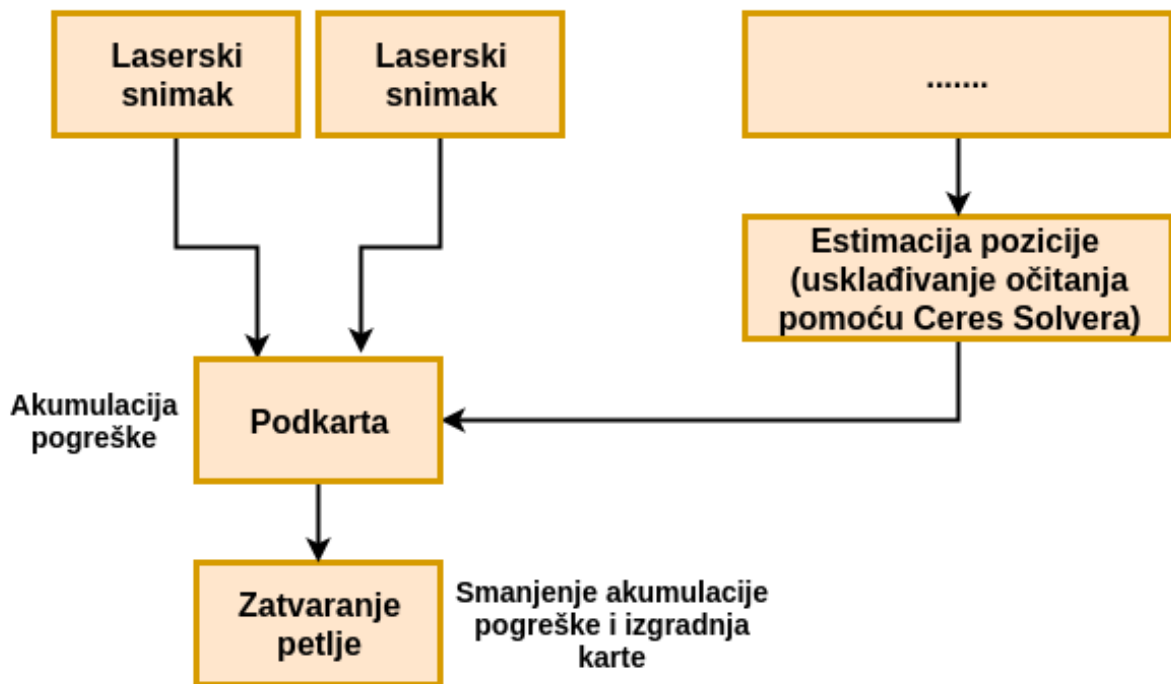 Laserski
snimak
Laserski
snimak
.......
Estimacija pozicije
(usklađivanje očitanja
pomoću Ceres Solvera)
Akumulacija
pogreške
Podkarta
Zatvaranje
petlje
Smanjenje akumulacije
pogreške i izgradnja
karte